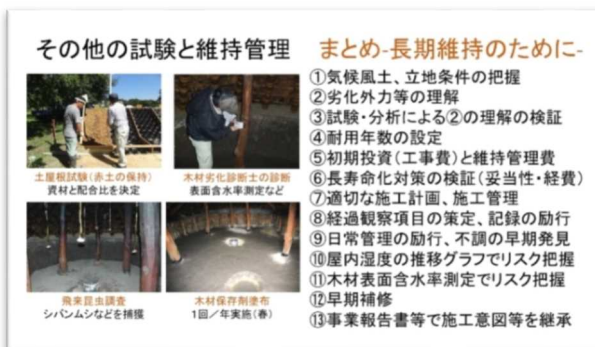 その他の試験と維持管理
土屋根試験(赤土の保持)
資材と配合比を決定
木材劣化診断士の診断
表面含水率測定など
飛来昆虫調査
シバンムシなどを捕獲
木材保存剤塗布
1回/年実施(春)
まとめ-長期維持のために-
①気候風土、立地条件の把握
②劣化外力等の理解
③試験・分析による②の理解の検証
④耐用年数の設定
⑤初期投資(工事費)と維持管理費
⑥長寿命化対策の検証(妥当性・経費)
⑦適切な施工計画、施工管理
⑧経過観察項目の策定、記録の励行
⑨日常管理の励行、不調の早期発見
⑩屋内湿度の推移グラフでリスク把握
⑪木材表面含水率測定でリスク把握
⑫早期補修
⑬事業報告書等で施工意図等を継承